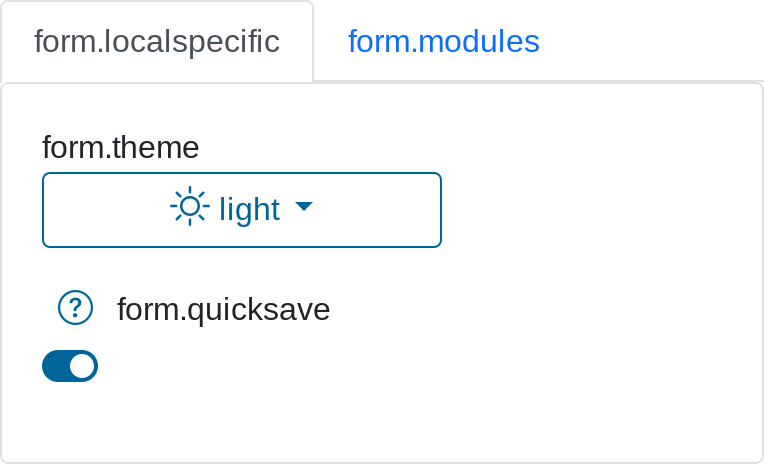 form.localspecific
form.modules
form.theme
light
? form.quicksave